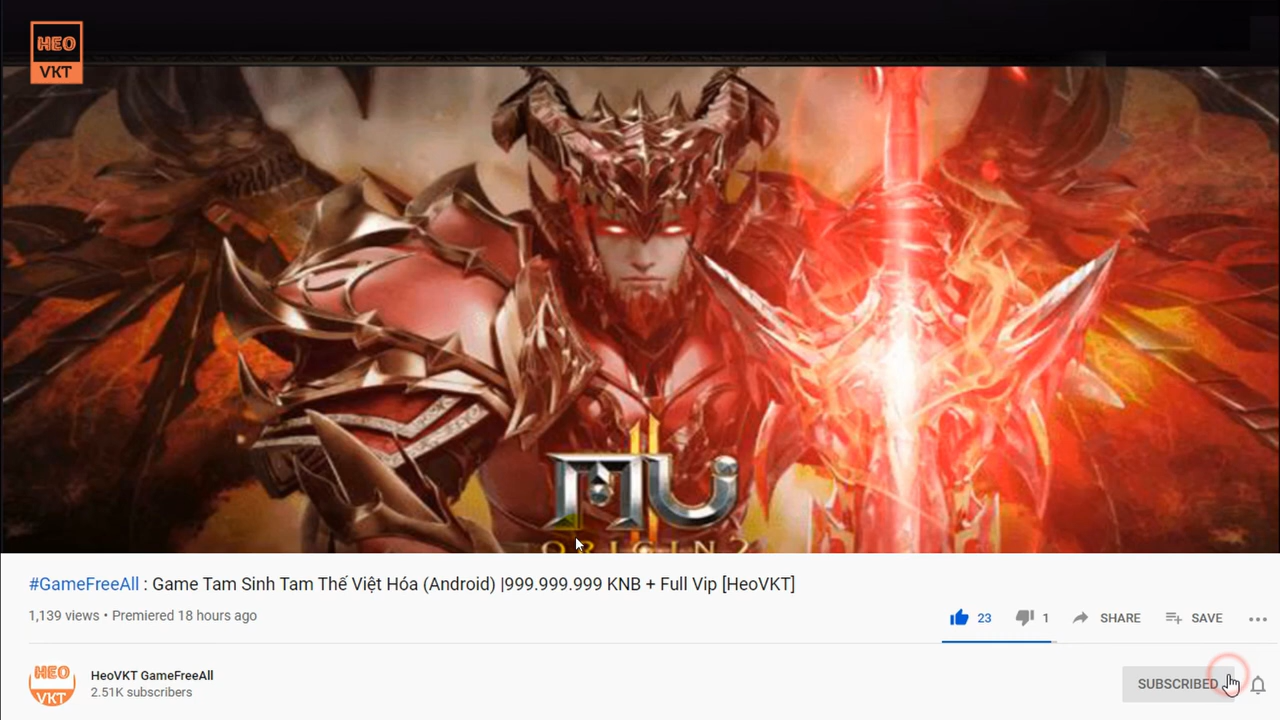 HEO
VKT
MU
ORIGIN2
#GameFreeAll : Game Tam Sinh Tam Thế Việt Hóa (Android) |999.999.999 KNB + Full Vip [HeoVKT]
1,139 views • Premiered 18 hours ago
23
1
SHARE
SAVE
HEO
VKT
HeoVKT GameFreeAll
2.51K subscribers
SUBSCRIBED